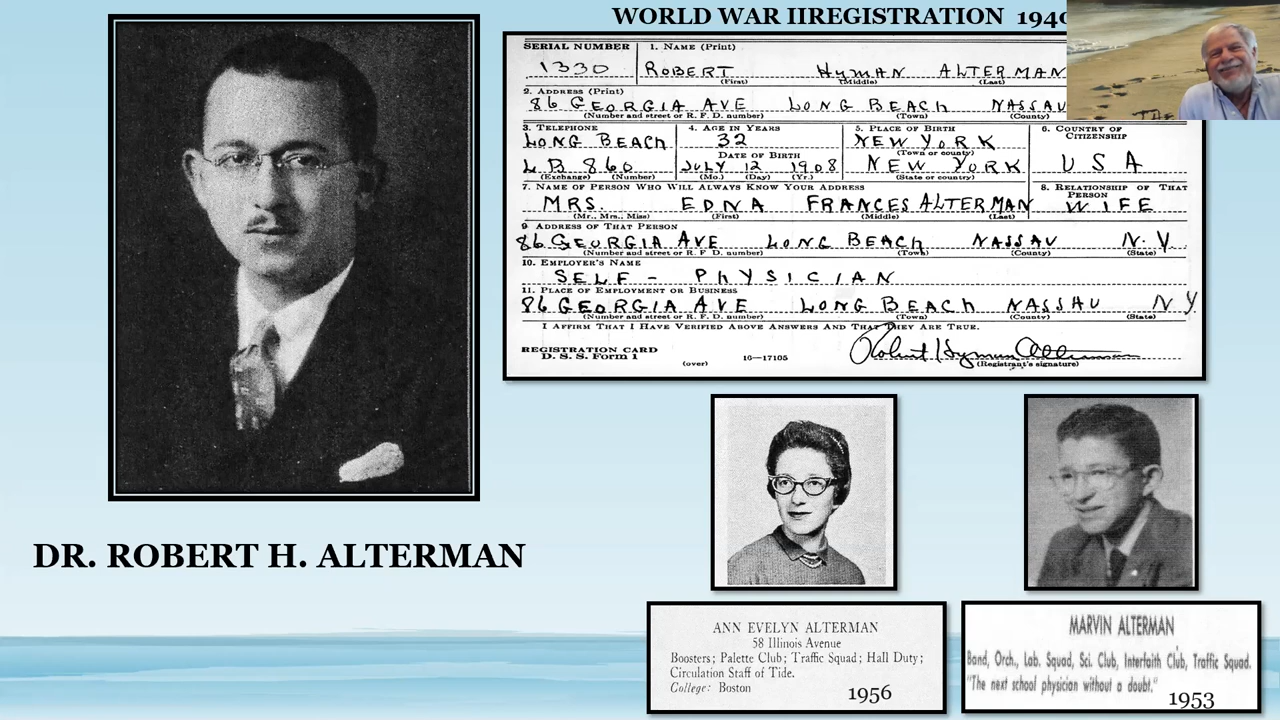 WORLD WAR IIREGISTRATION 1940
SERIAL NUMBER 1. NAME (Print)
1330 ROBERT HYMAN ALTERMAN
(First) (Middle) (Last)
2. ADDRESS (Print)
86 GEORGIA AVE LONG BEACH NASSAU
(Number and street or R. F. D. number) (Town) (County)
3. TELEPHONE 4. AGE IN YEARS 5. PLACE OF BIRTH 6. COUNTRY OF CITIZENSHIP
LONG BEACH 32 NEW YORK
DATE OF BIRTH (Town or county)
L B 860 JULY 12 1908 NEW YORK USA
(Exchange) (Number) (Mo.) (Day) (Yr.) (State or country)
7. NAME OF PERSON WHO WILL ALWAYS KNOW YOUR ADDRESS 8. RELATIONSHIP OF THAT PERSON
MRS. EDNA FRANCES ALTERMAN WIFE
(Mr., Mrs., Miss) (First) (Middle) (Last)
9 ADDRESS OF THAT PERSON
86 GEORGIA AVE LONG BEACH NASSAU N. Y.
(Number and street or R. F. D. number) (Town) (County) (State)
10. EMPLOYER'S NAME
SELF - PHYSICIAN
11. PLACE OF EMPLOYMENT OR BUSINESS
86 GEORGIA AVE LONG BEACH NASSAU N Y.
(Number and street or R. F. D. number) (Town) (County) (State)
I AFFIRM THAT I HAVE VERIFIED ABOVE ANSWERS AND THAT THEY ARE TRUE.
REGISTRATION CARD
D. S. S. Form 1 (over) 16—17105 Robert Hyman Alterman
(Registrant's signature)
DR. ROBERT H. ALTERMAN
ANN EVELYN ALTERMAN
58 Illinois Avenue
Boosters; Palette Club; Traffic Squad; Hall Duty;
Circulation Staff of Tide.
College: Boston
1956
MARVIN ALTERMAN
Band, Orch., Lab. Squad, Sci. Club, Interfaith Club, Traffic Squad.
"The next school physician without a doubt."
1953